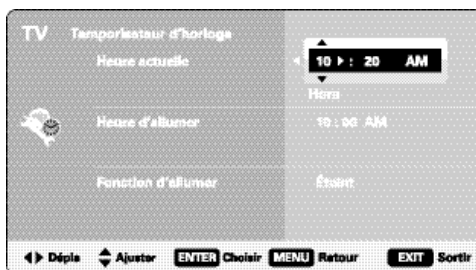 TV Temporisateur d'horloge
Heure actuelle 10 : 20 AM
Hora
Heure d'allumer 10 : 00 AM
Fonction d'allumer Éteint
Dépla Ajuster ENTER Choisir MENU Retour EXIT Sortir